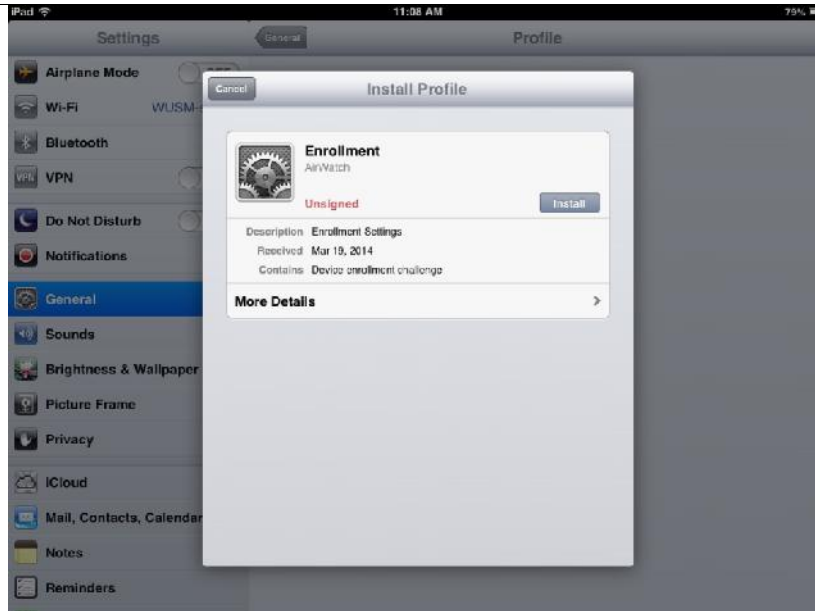 iPad 11:08 AM 79%
Settings General Profile
Airplane Mode
Wi-Fi WUSM-
Bluetooth
VPN VPN
Do Not Disturb
Notifications
General
Sounds
Brightness & Wallpaper
Picture Frame
Privacy
iCloud
Mail, Contacts, Calendar
Notes
Reminders
Cancel Install Profile
Enrollment
AirWatch
Unsigned Install
Description Enrollment Settings
Received Mar 19, 2014
Contains Device enrollment challenge
More Details